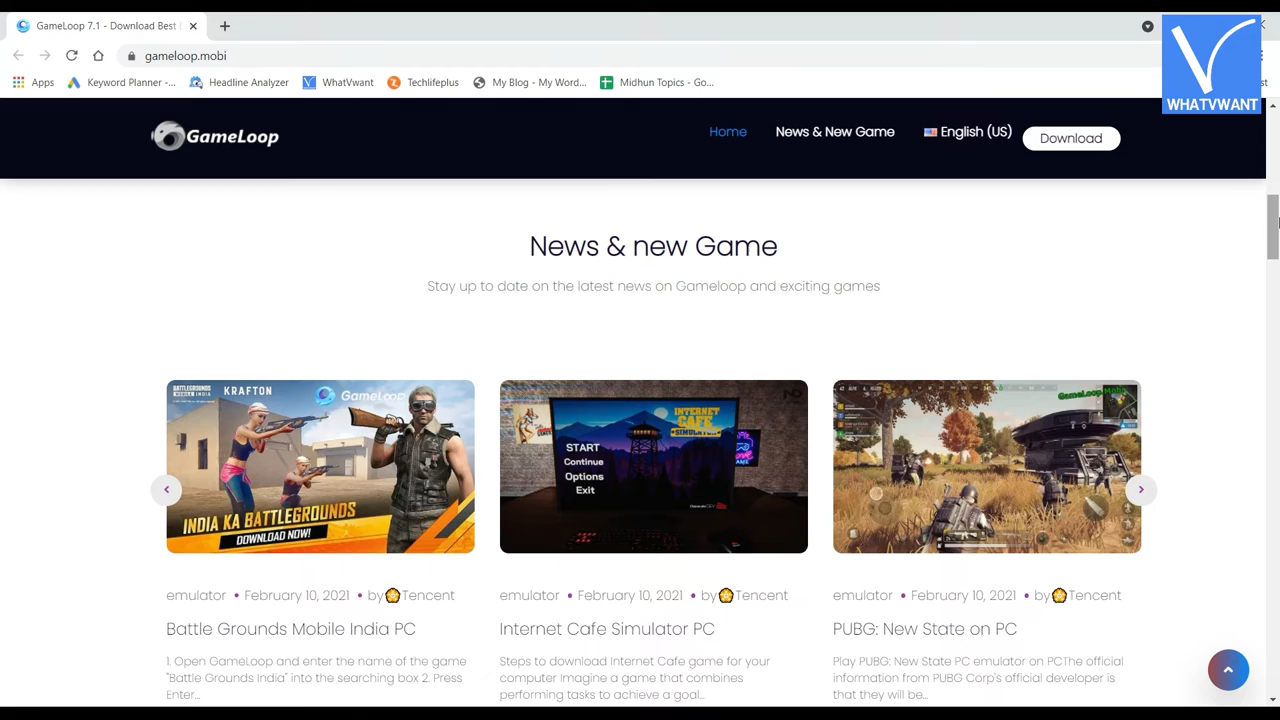 GameLoop 7.1 - Download Best
gameloop.mobi
Apps
Keyword Planner -...
Headline Analyzer
WhatVwant
Techlifeplus
My Blog - My Word...
Midhun Topics - Go...
WHATVWANT
GameLoop
Home
News & New Game
English (US)
Download
News & new Game
Stay up to date on the latest news on Gameloop and exciting games
BATTLEGROUNDS
MOBILE INDIA
KRAFTON
GameLoop
INDIA KA BATTLEGROUNDS
DOWNLOAD NOW!
INTERNET
CAFE
SIMULATOR
START
Continue
Options
Exit
GameLoop.Mobi
emulator • February 10, 2021 • by Tencent
Battle Grounds Mobile India PC
1. Open GameLoop and enter the name of the game
"Battle Grounds India" into the searching box 2. Press
Enter...
emulator • February 10, 2021 • by Tencent
Internet Cafe Simulator PC
Steps to download Internet Cafe game for your
computer Imagine a game that combines
performing tasks to achieve a goal...
emulator • February 10, 2021 • by Tencent
PUBG: New State on PC
Play PUBG: New State PC emulator on PCThe official
information from PUBG Corp's official developer is
that they will be...